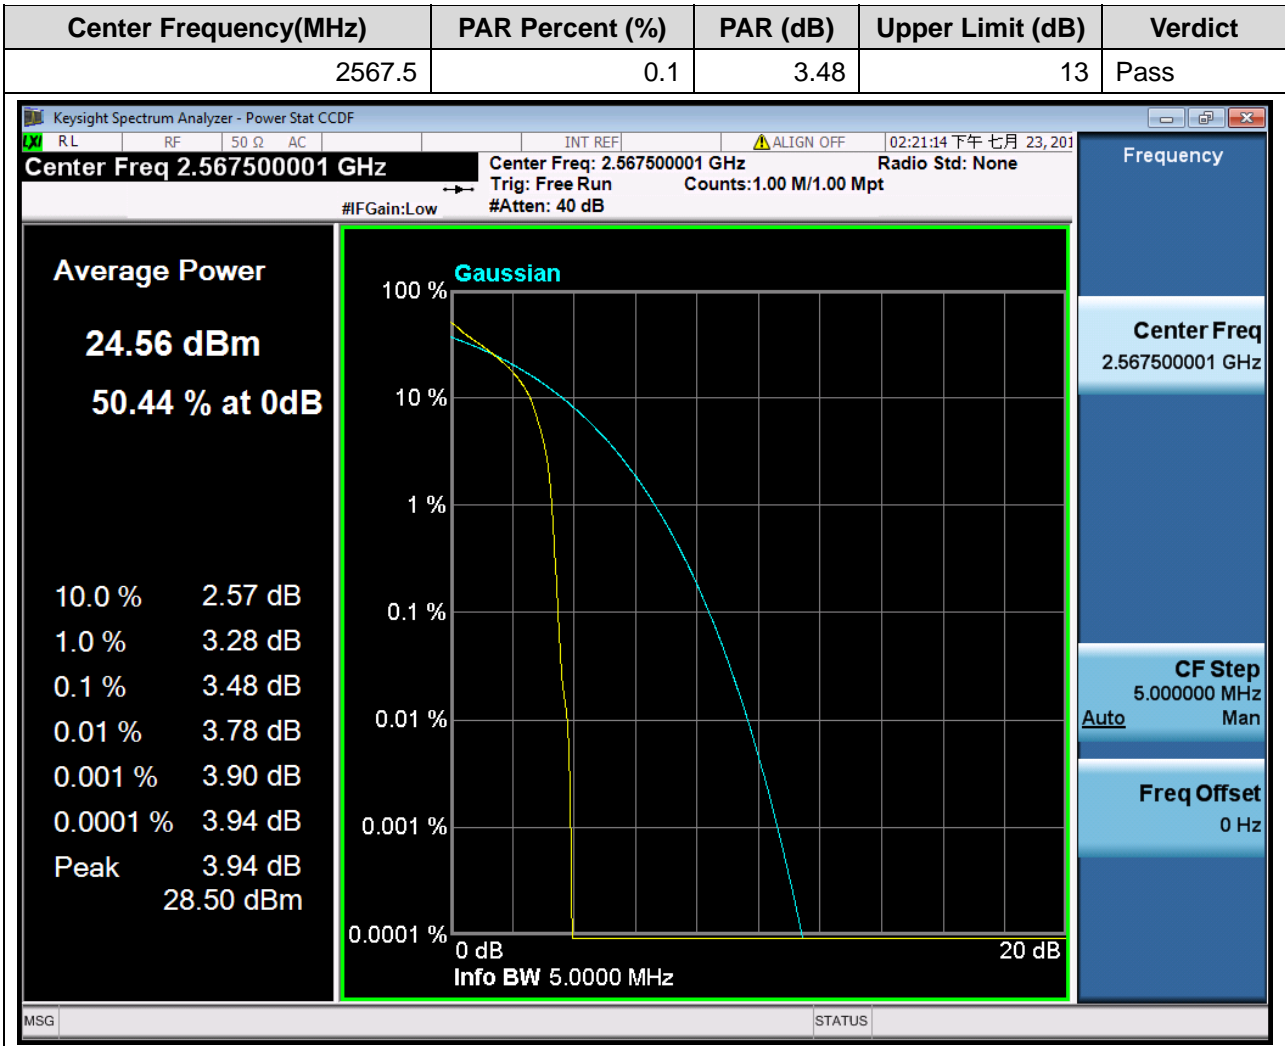 Center Frequency(MHz) PAR Percent (%) PAR (dB) Upper Limit (dB) Verdict
2567.5 0.1 3.48 13 Pass
Keysight Spectrum Analyzer - Power Stat CCDF
LXI RL RF 50 Ω AC INT REF ALIGN OFF 02:21:14 下午 七月 23, 201
Center Freq 2.567500001 GHz
Center Freq: 2.567500001 GHz Radio Std: None
Trig: Free Run Counts:1.00 M/1.00 Mpt
#IFGain:Low #Atten: 40 dB
Average Power
24.56 dBm
50.44 % at 0dB
10.0 % 2.57 dB
1.0 % 3.28 dB
0.1 % 3.48 dB
0.01 % 3.78 dB
0.001 % 3.90 dB
0.0001 % 3.94 dB
Peak 3.94 dB
28.50 dBm
Gaussian
100 %
10 %
1 %
0.1 %
0.01 %
0.001 %
0.0001 %
0 dB 20 dB
Info BW 5.0000 MHz
Frequency
Center Freq
2.567500001 GHz
CF Step
5.000000 MHz
Auto Man
Freq Offset
0 Hz
MSG STATUS